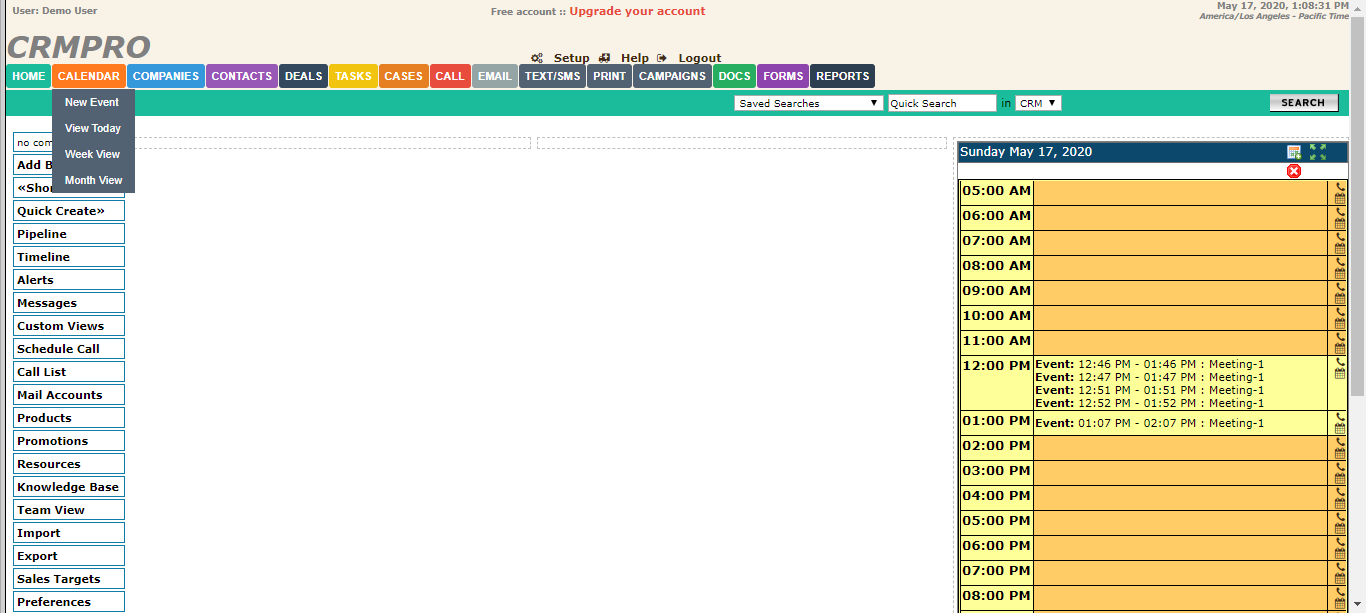 User: Demo User
Free account :: Upgrade your account
May 17, 2020, 1:08:31 PM
America/Los Angeles - Pacific Time
CRMPRO
Setup Help Logout
HOME CALENDAR COMPANIES CONTACTS DEALS TASKS CASES CALL EMAIL TEXT/SMS PRINT CAMPAIGNS DOCS FORMS REPORTS
New Event
View Today
Week View
Month View
Saved Searches Quick Search in CRM SEARCH
no com
Add B
«Sho
Quick Create»
Pipeline
Timeline
Alerts
Messages
Custom Views
Schedule Call
Call List
Mail Accounts
Products
Promotions
Resources
Knowledge Base
Team View
Import
Export
Sales Targets
Preferences
Sunday May 17, 2020
05:00 AM
06:00 AM
07:00 AM
08:00 AM
09:00 AM
10:00 AM
11:00 AM
12:00 PM Event: 12:46 PM - 01:46 PM : Meeting-1
Event: 12:47 PM - 01:47 PM : Meeting-1
Event: 12:51 PM - 01:51 PM : Meeting-1
Event: 12:52 PM - 01:52 PM : Meeting-1
01:00 PM Event: 01:07 PM - 02:07 PM : Meeting-1
02:00 PM
03:00 PM
04:00 PM
05:00 PM
06:00 PM
07:00 PM
08:00 PM